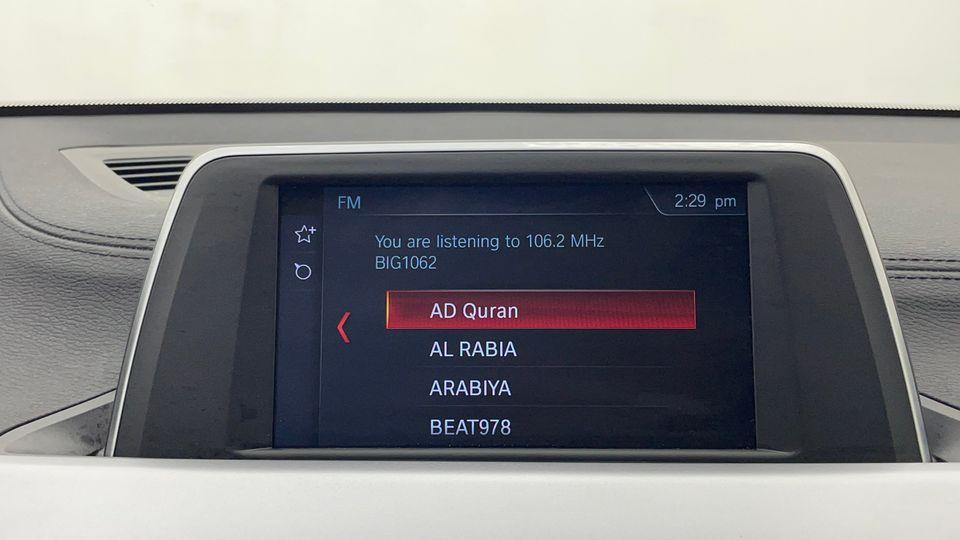 FM
2:29 pm
You are listening to 106.2 MHz
BIG1062
AD Quran
AL RABIA
ARABIYA
BEAT978